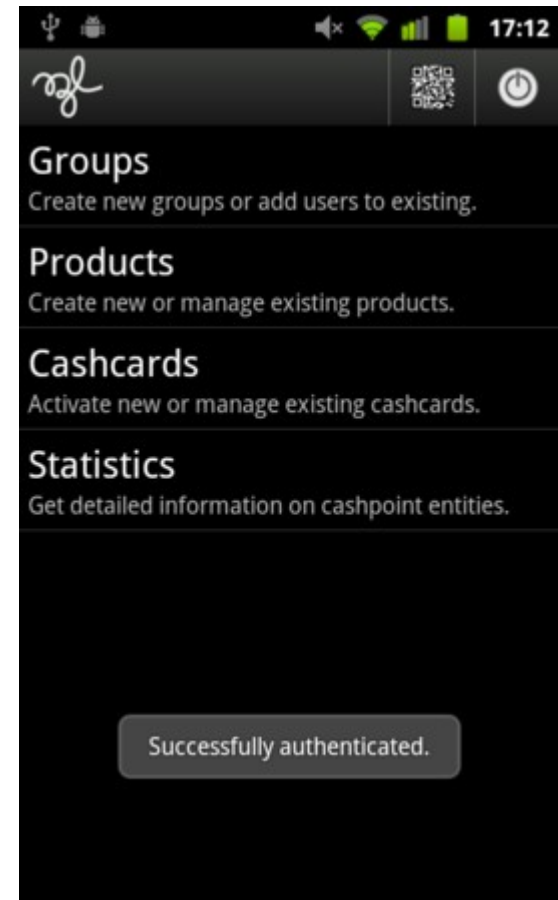 17:12
Groups
Create new groups or add users to existing.
Products
Create new or manage existing products.
Cashcards
Activate new or manage existing cashcards.
Statistics
Get detailed information on cashpoint entities.
Successfully authenticated.